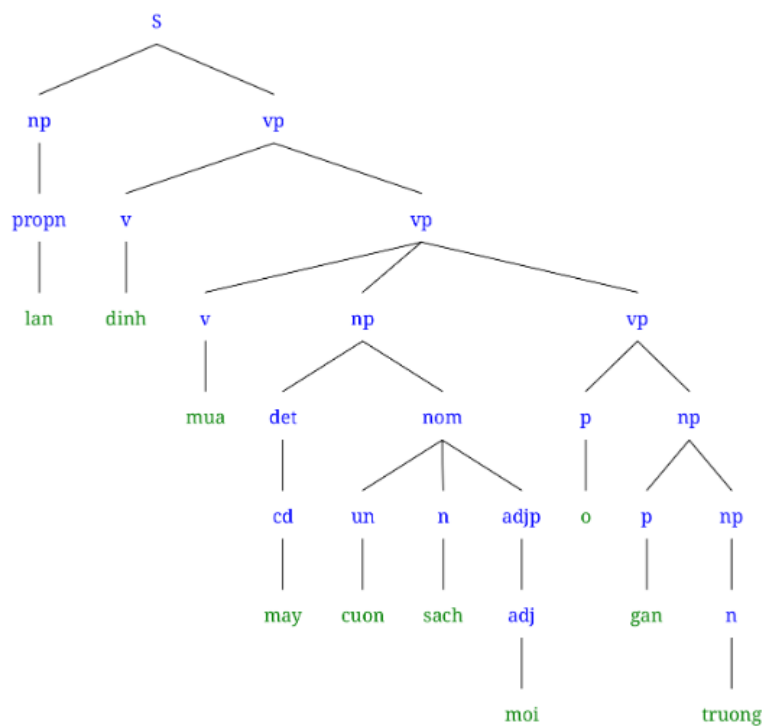 S
np vp
propn v vp
lan dinh v np vp
mua det nom p np
cd un n adjp o p np
may cuon sach adj gan n
moi truong